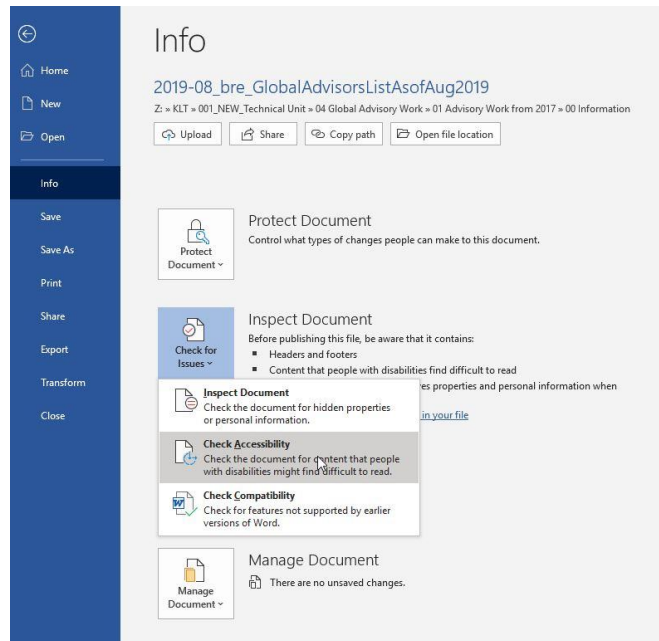 Info
2019-08_bre_GlobalAdvisorsListAsofAug2019
Z: » KLT » 001_NEW_Technical Unit » 04 Global Advisory Work » 01 Advisory Work from 2017 » 00 Information
Upload
Share
Copy path
Open file location
Home
New
Open
Info
Save
Save As
Print
Share
Export
Transform
Close
Protect Document
Protect Document
Control what types of changes people can make to this document.
Check for Issues
Inspect Document
Before publishing this file, be aware that it contains:
Headers and footers
Content that people with disabilities find difficult to read
properties and personal information when
in your file
Inspect Document
Check the document for hidden properties
or personal information.
Check Accessibility
Check the document for content that people
with disabilities might find difficult to read.
Check Compatibility
Check for features not supported by earlier
versions of Word.
Manage Document
Manage Document
There are no unsaved changes.